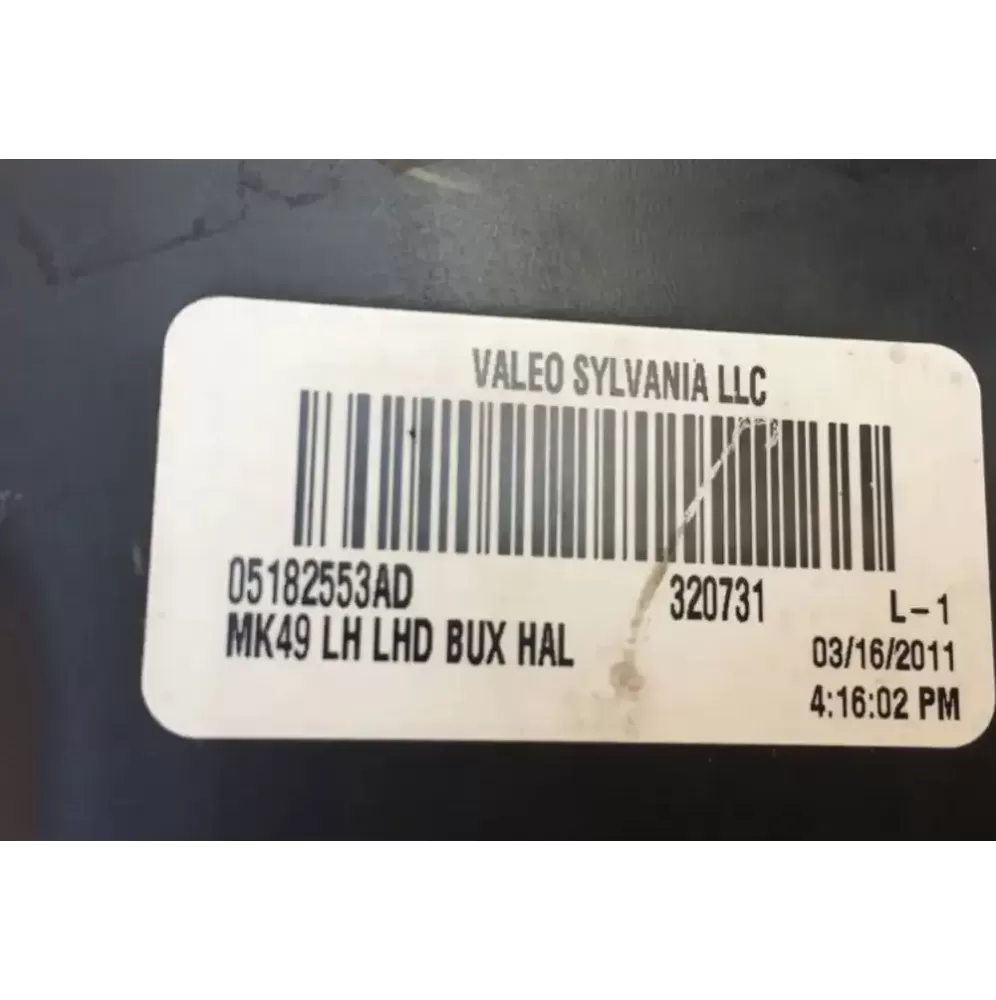 VALEO SYLVANIA LLC
05182553AD 320731 L-1
MK49 LH LHD BUX HAL 03/16/2011
4:16:02 PM